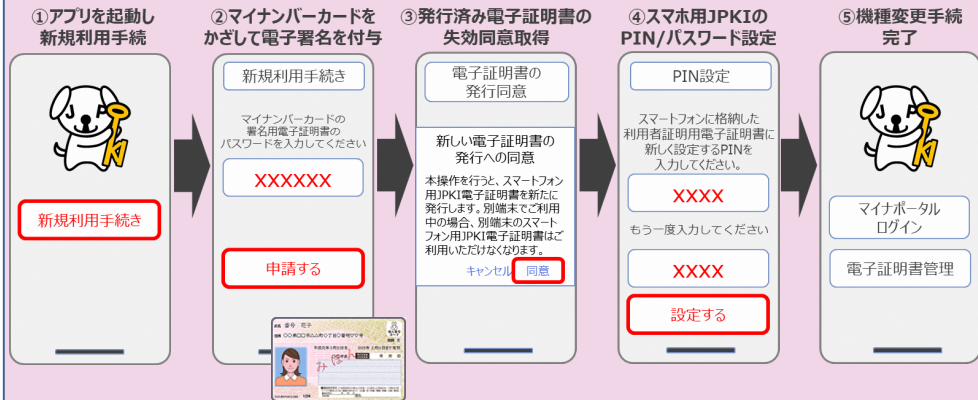 ①アプリを起動し
新規利用手続
新規利用手続き
②マイナンバーカードを
かざして電子署名を付与
新規利用手続き
マイナンバーカードの
署名用電子証明書の
パスワードを入力してください
XXXXXX
申請する
氏名 番号 花子
みほん
③発行済み電子証明書の
失効同意取得
電子証明書の
発行同意
新しい電子証明書の
発行への同意
本操作を行うと、スマートフォン
用JPKI電子証明書を新たに
発行します。別端末でご利用
中の場合、別端末のスマート
フォン用JPKI電子証明書はご
利用いただけなくなります。
キャンセル 同意
④スマホ用JPKIの
PIN/パスワード設定
PIN設定
スマートフォンに格納した
利用者証明用電子証明書に
新しく設定するPINを
入力してください。
XXXX
もう一度入力してください
XXXX
設定する
⑤機種変更手続
完了
JPKI
マイナポータル
ログイン
電子証明書管理